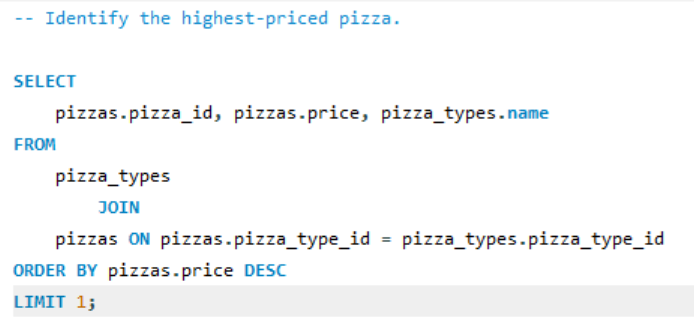 -- Identify the highest-priced pizza.
SELECT
pizzas.pizza_id, pizzas.price, pizza_types.name
FROM
pizza_types
JOIN
pizzas ON pizzas.pizza_type_id = pizza_types.pizza_type_id
ORDER BY pizzas.price DESC
LIMIT 1;